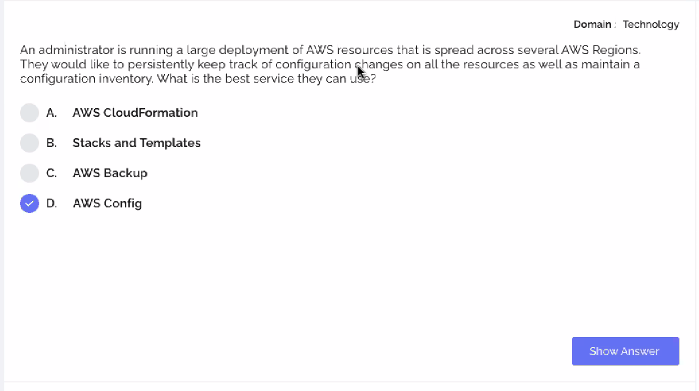 Domain : Technology
An administrator is running a large deployment of AWS resources that is spread across several AWS Regions.
They would like to persistently keep track of configuration changes on all the resources as well as maintain a
configuration inventory. What is the best service they can use?
A. AWS CloudFormation
B. Stacks and Templates
C. AWS Backup
D. AWS Config
Show Answer